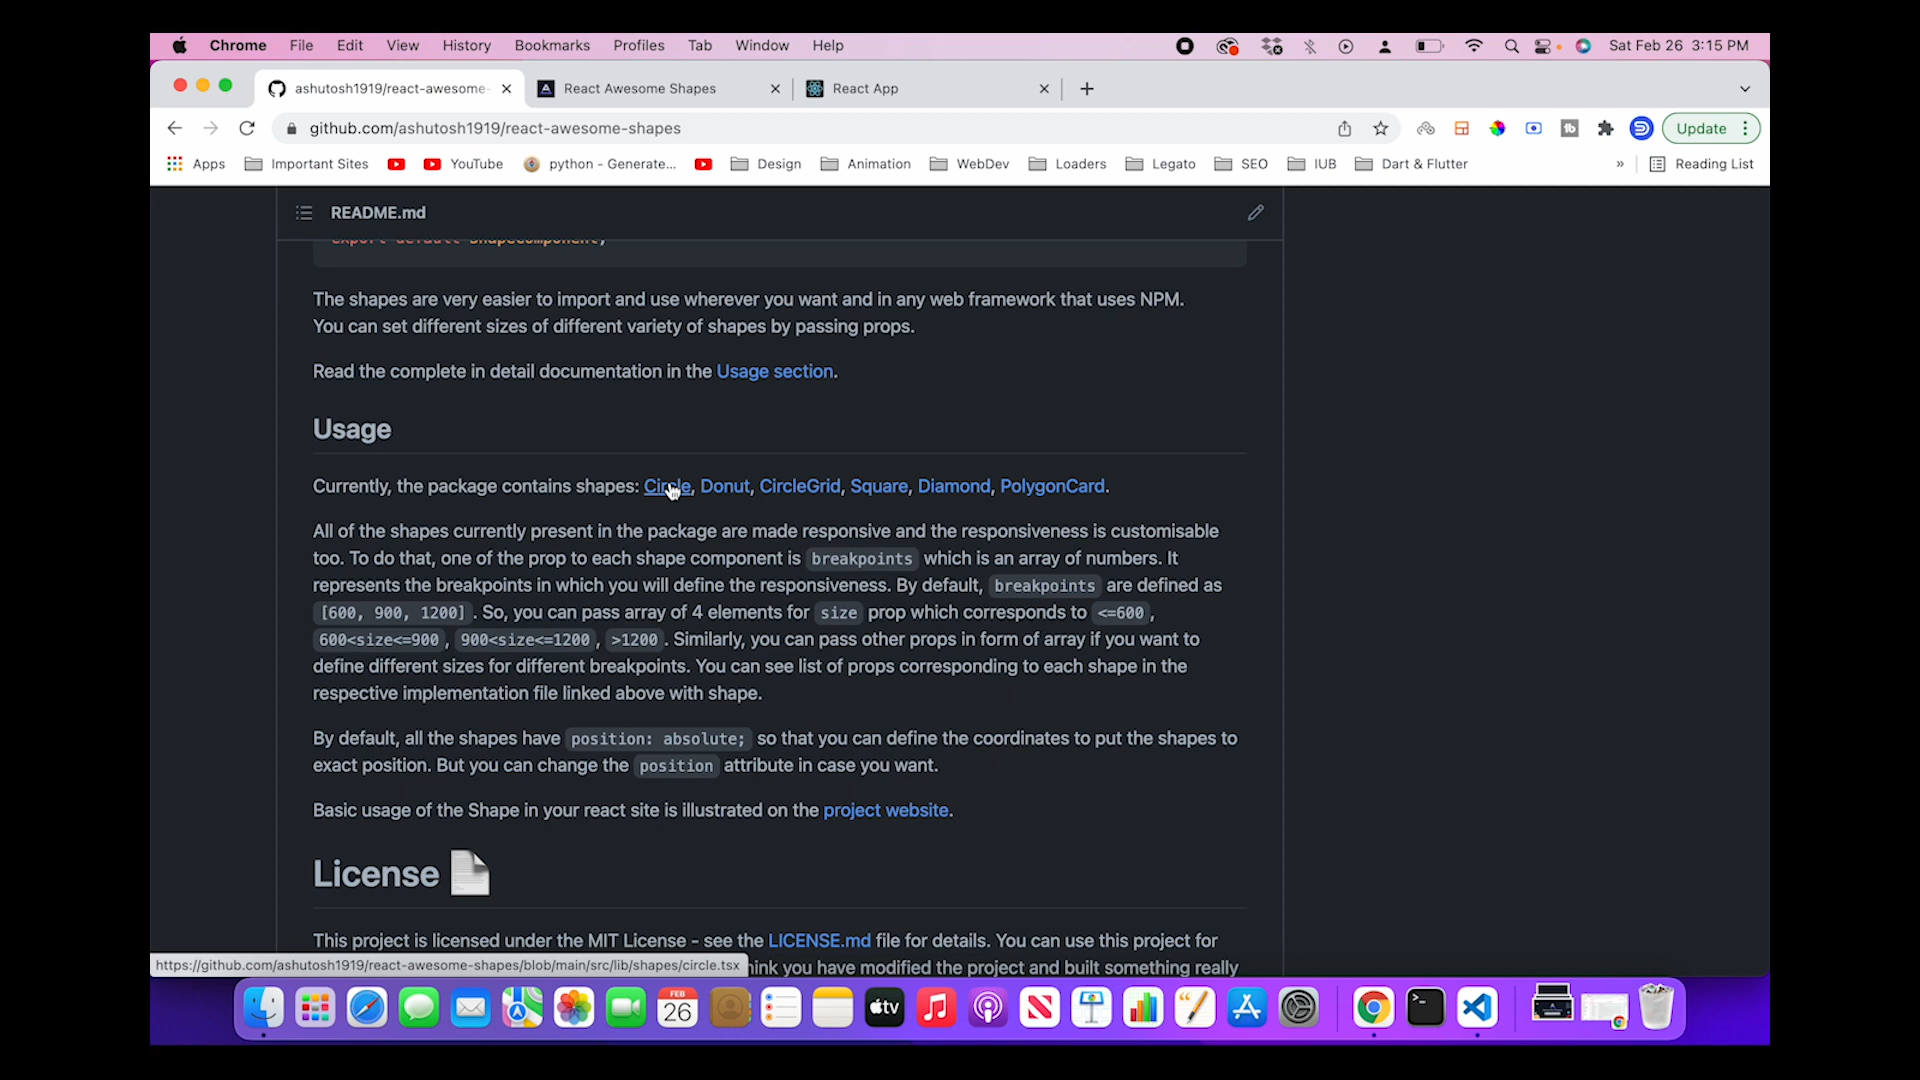 Chrome File Edit View History Bookmarks Profiles Tab Window Help Sat Feb 26 3:15 PM
ashutosh1919/react-awesome- React Awesome Shapes React App
github.com/ashutosh1919/react-awesome-shapes Update
Apps Important Sites YouTube python - Generate... Design Animation WebDev Loaders Legato SEO IUB Dart & Flutter » Reading List
README.md
The shapes are very easier to import and use wherever you want and in any web framework that uses NPM.
You can set different sizes of different variety of shapes by passing props.
Read the complete in detail documentation in the Usage section.
Usage
Currently, the package contains shapes: Circle, Donut, CircleGrid, Square, Diamond, PolygonCard.
All of the shapes currently present in the package are made responsive and the responsiveness is customisable
too. To do that, one of the prop to each shape component is breakpoints which is an array of numbers. It
represents the breakpoints in which you will define the responsiveness. By default, breakpoints are defined as
[600, 900, 1200] . So, you can pass array of 4 elements for size prop which corresponds to <=600 ,
600<size<=900 , 900<size<=1200 , >1200 . Similarly, you can pass other props in form of array if you want to
define different sizes for different breakpoints. You can see list of props corresponding to each shape in the
respective implementation file linked above with shape.
By default, all the shapes have position: absolute; so that you can define the coordinates to put the shapes to
exact position. But you can change the position attribute in case you want.
Basic usage of the Shape in your react site is illustrated on the project website.
License
This project is licensed under the MIT License - see the LICENSE.md file for details. You can use this project for
https://github.com/ashutosh1919/react-awesome-shapes/blob/main/src/lib/shapes/circle.tsx you have modified the project and built something really
FEB
26
tv